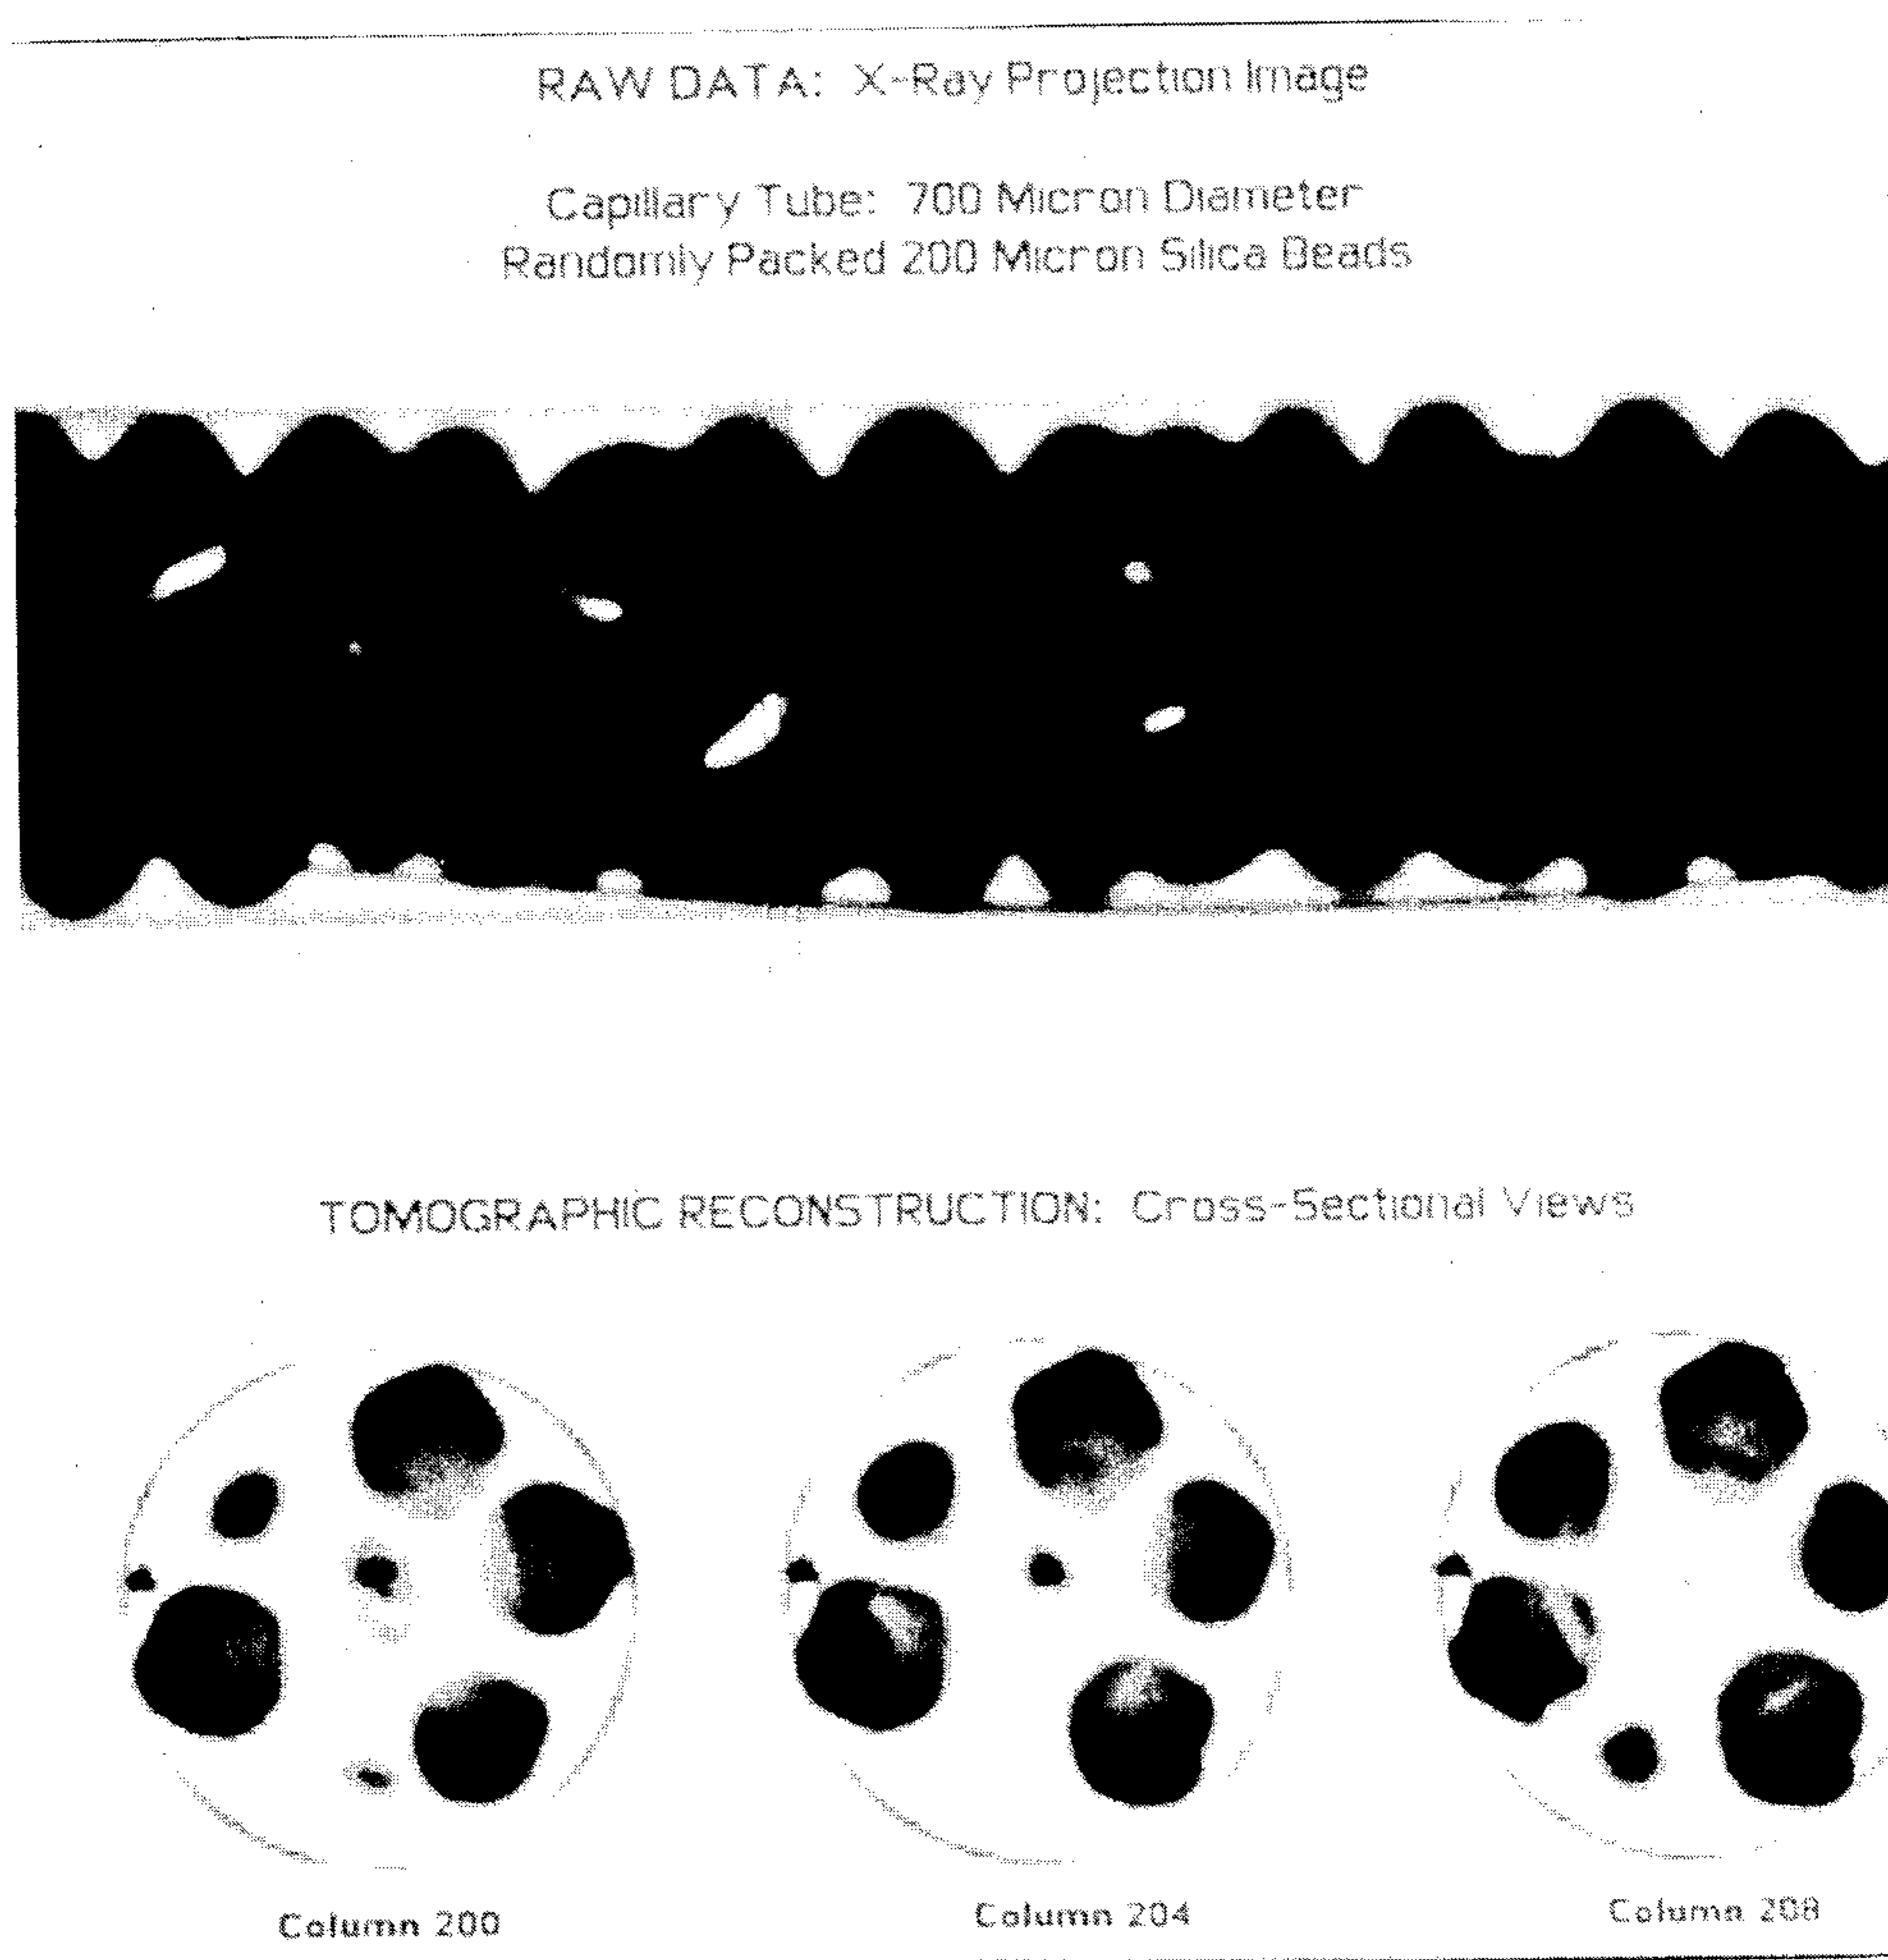 RAW DATA: X-Ray Projection Image
Capillary Tube: 700 Micron Diameter
Randomly Packed 200 Micron Silica Beads
TOMOGRAPHIC RECONSTRUCTION: Cross-Sectional Views
Column 200
Column 204
Column 208